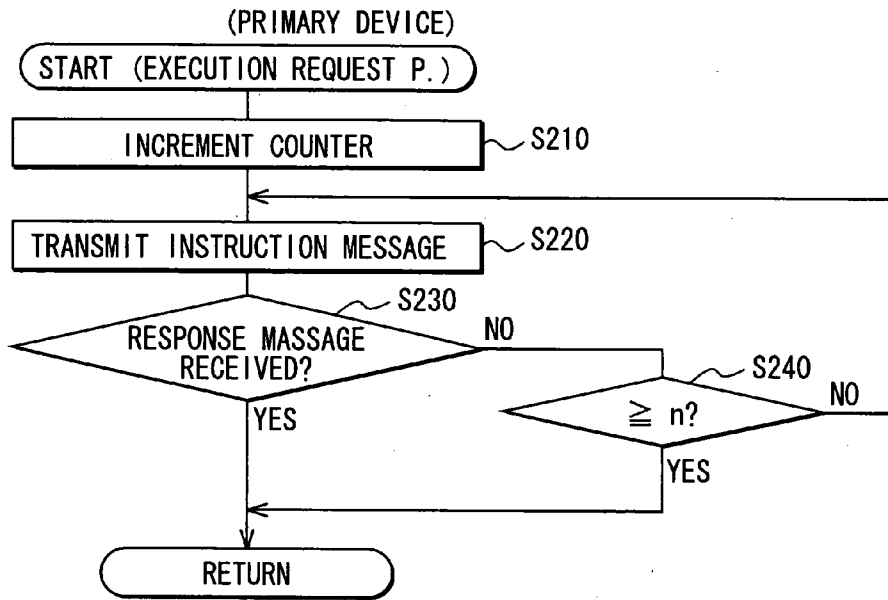 (PRIMARY DEVICE)
START (EXECUTION REQUEST P.)
INCREMENT COUNTER
S210
TRANSMIT INSTRUCTION MESSAGE
S220
S230
RESPONSE MASSAGE
RECEIVED?
NO
YES
S240
≧ n?
NO
YES
RETURN